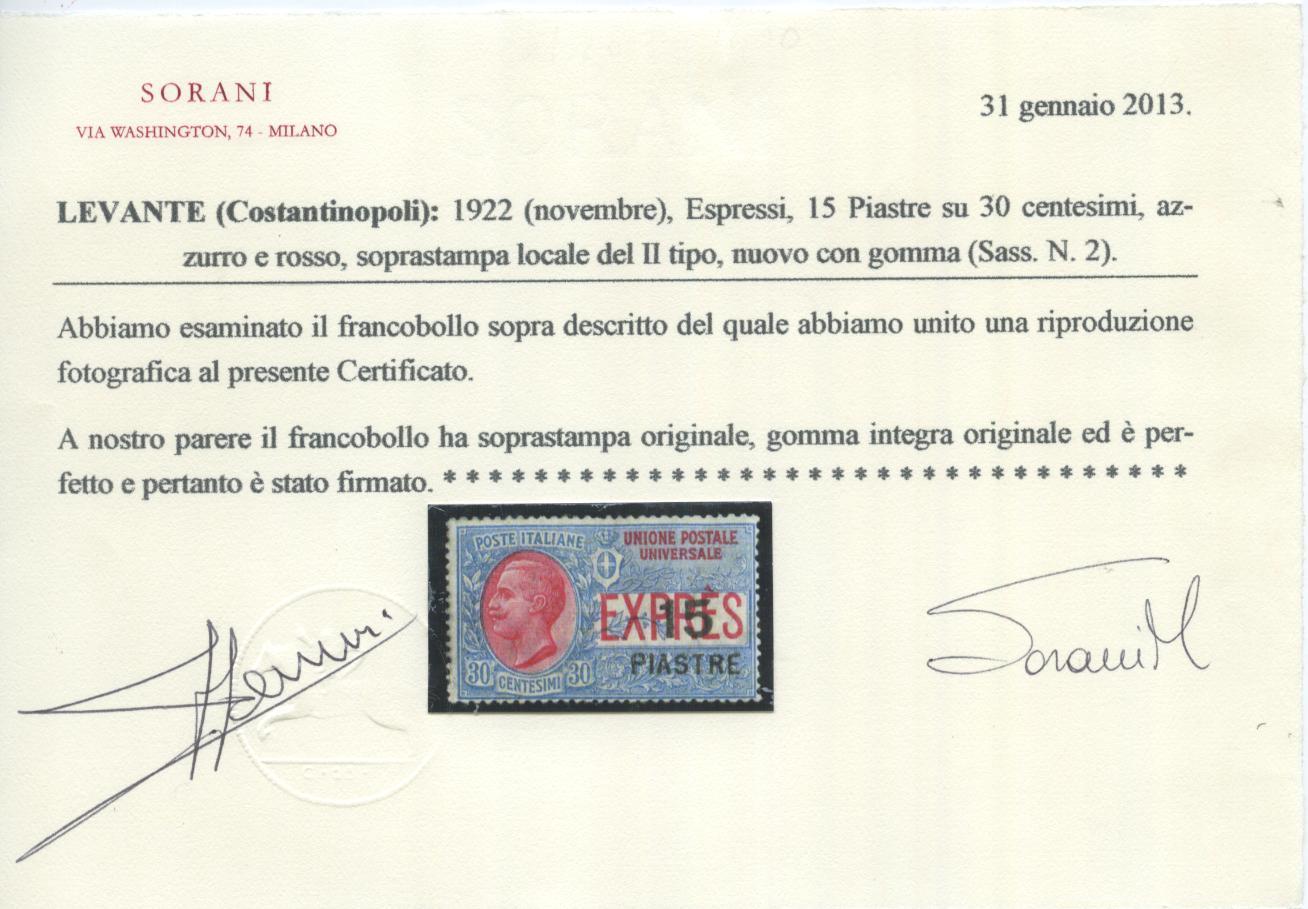 SORANI
VIA WASHINGTON, 74 - MILANO
31 gennaio 2013.
LEVANTE (Costantinopoli): 1922 (novembre), Espressi, 15 Piastre su 30 centesimi, az-
zurro e rosso, soprastampa locale del II tipo, nuovo con gomma (Sass. N. 2).
Abbiamo esaminato il francobollo sopra descritto del quale abbiamo unito una riproduzione
fotografica al presente Certificato.
A nostro parere il francobollo ha soprastampa originale, gomma integra originale ed è per-
fetto e pertanto è stato firmato. * * * * * * * * * * * * * * * * * * * * * * * * * * * * * * * * *
POSTE ITALIANE
UNIONE POSTALE
UNIVERSALE
EXPRÈS
15
PIASTRE
30 CENTESIMI 30
Sorani M